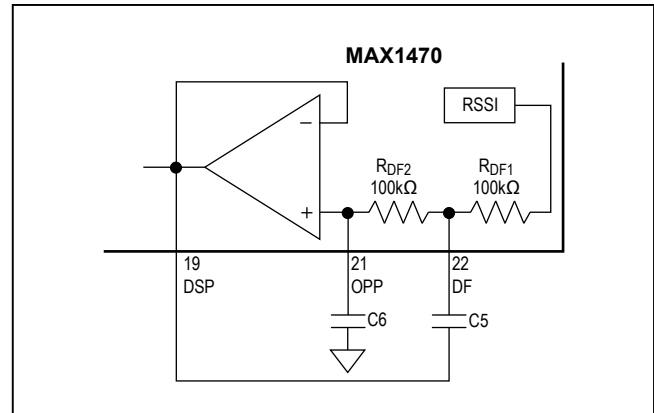 MAX1470
RSSI
−
+
RDF2
100kΩ
RDF1
100kΩ
19
DSP
21
OPP
22
DF
C6
C5